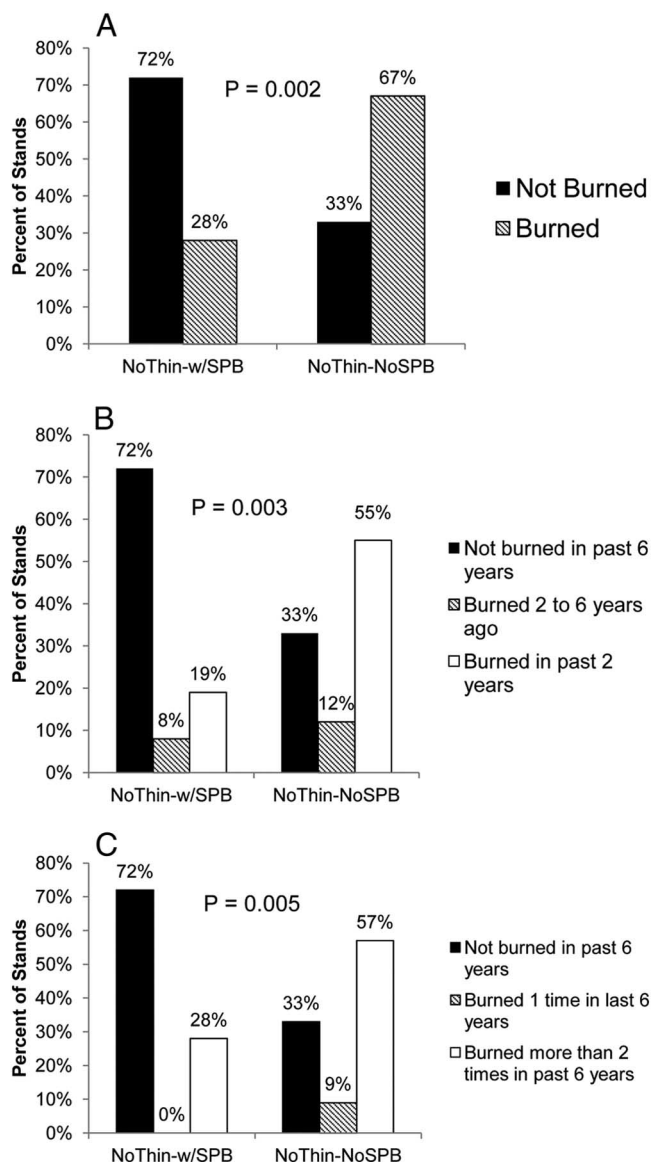 A
80%
70%
60%
50%
40%
30%
20%
10%
0%
Percent of Stands
72%
28%
P = 0.002
33%
67%
NoThin-w/SPB
NoThin-NoSPB
Not Burned
Burned
B
80%
70%
60%
50%
40%
30%
20%
10%
0%
Percent of Stands
72%
8%
19%
P = 0.003
33%
12%
55%
NoThin-w/SPB
NoThin-NoSPB
Not burned in past 6
years
Burned 2 to 6 years
ago
Burned in past 2
years
C
80%
70%
60%
50%
40%
30%
20%
10%
0%
Percent of Stands
72%
0%
28%
P = 0.005
33%
9%
57%
NoThin-w/SPB
NoThin-NoSPB
Not burned in past 6
years
Burned 1 time in last 6
years
Burned more than 2
times in past 6 years